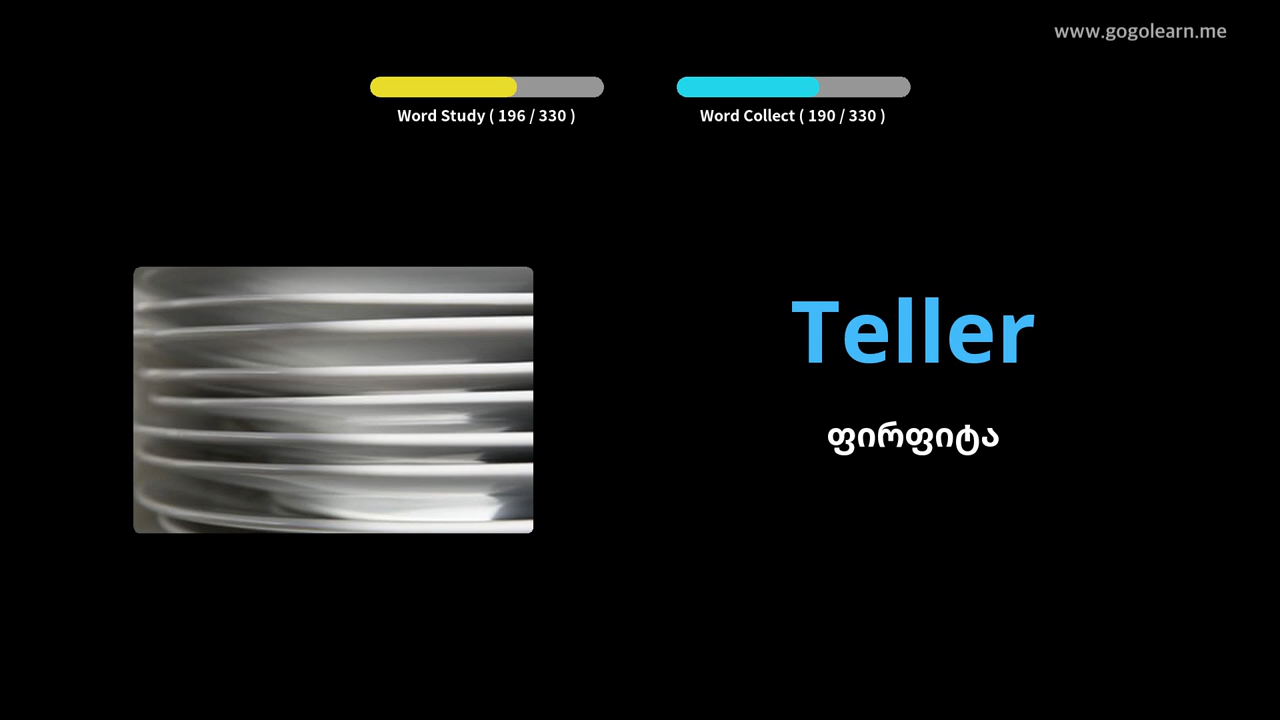 www.gogolearn.me
Word Study ( 196 / 330 )
Word Collect ( 190 / 330 )
Teller
ფირფიტა